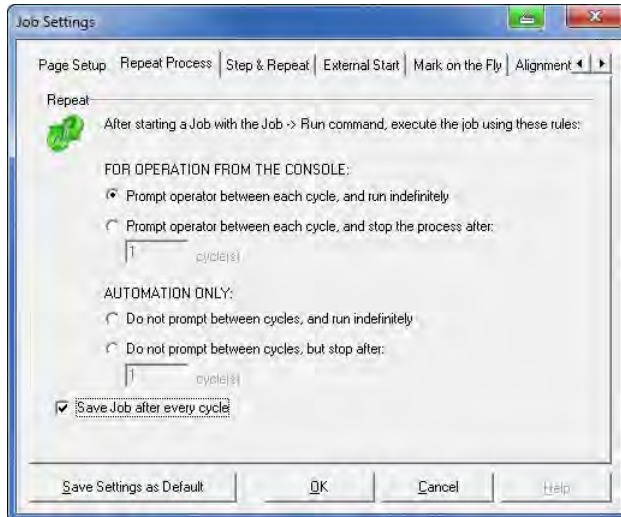 Job Settings
Page Setup Repeat Process Step & Repeat External Start Mark on the Fly Alignment
Repeat
After starting a Job with the Job -> Run command, execute the job using these rules:
FOR OPERATION FROM THE CONSOLE:
Prompt operator between each cycle, and run indefinitely
Prompt operator between each cycle, and stop the process after:
1 cycle(s)
AUTOMATION ONLY:
Do not prompt between cycles, and run indefinitely
Do not prompt between cycles, but stop after:
1 cycle(s)
Save Job after every cycle
Save Settings as Default OK Cancel Help